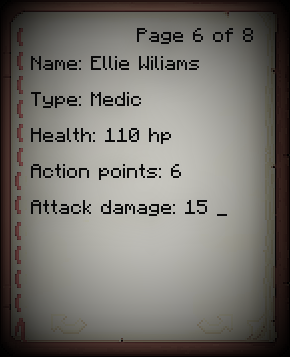 Page 6 of 8
Name: Ellie Wiliams
Type: Medic
Health: 110 hp
Action points: 6
Attack damage: 15 _